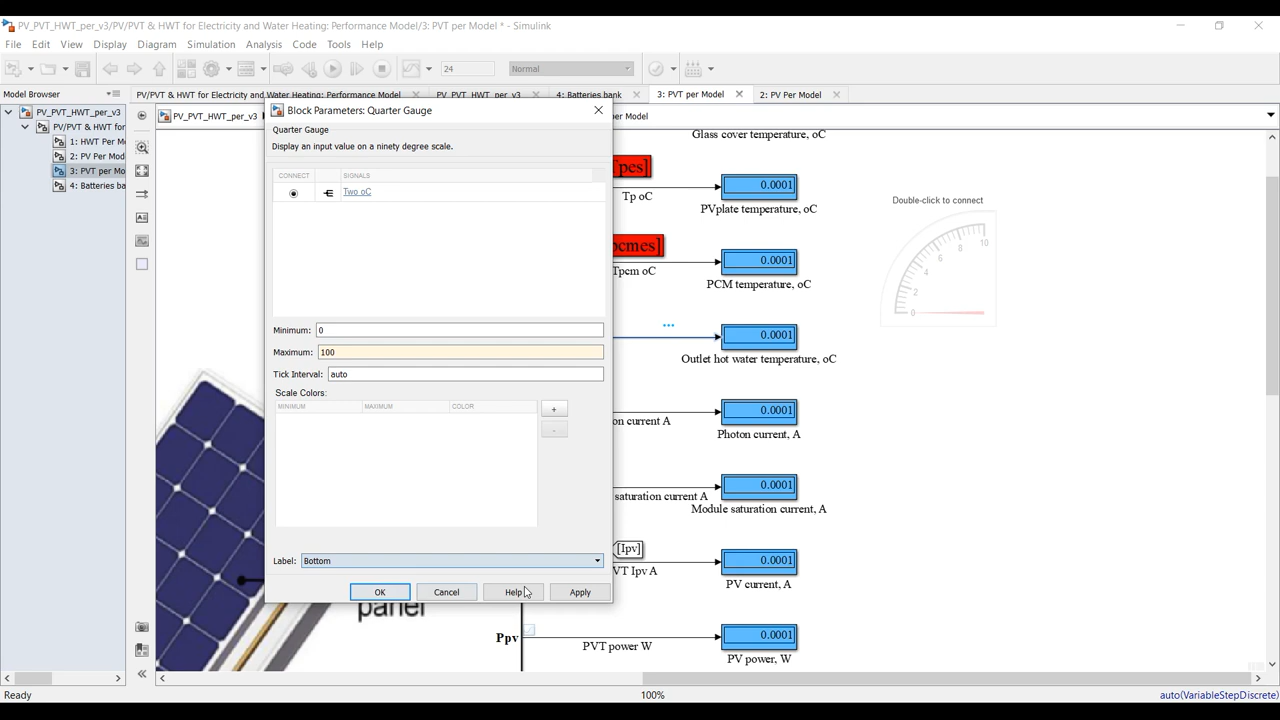 PV_PVT_HWT_per_v3/PV/PVT & HWT for Electricity and Water Heating: Performance Model/3: PVT per Model * - Simulink
File Edit View Display Diagram Simulation Analysis Code Tools Help
24 Normal
Model Browser
PV/PVT & HWT for Electricity and Water Heating: Performance Model PV_PVT_HWT_per_v3 4: Batteries bank 3: PVT per Model 2: PV Per Model
PV_PVT_HWT_per_v3
PV/PVT & HWT for
1: HWT Per M
2: PV Per Mod
3: PVT per Mo
4: Batteries ba
PV_PVT_HWT_per_v3
er Model
Block Parameters: Quarter Gauge
Quarter Gauge
Display an input value on a ninety degree scale.
CONNECT SIGNALS
Two oC
Minimum: 0
Maximum: 100
Tick Interval: auto
Scale Colors:
MINIMUM MAXIMUM COLOR
+
-
Label: Bottom
OK Cancel Help Apply
Glass cover temperature, oC
Tpes]
Tp oC
0.0001
PVplate temperature, oC
pcmes]
Tpcm oC
0.0001
PCM temperature, oC
0.0001
Outlet hot water temperature, oC
on current A
0.0001
Photon current, A
saturation current A
0.0001
Module saturation current, A
[Ipv]
VT Ipv A
0.0001
PV current, A
Ppv
PVT power W
0.0001
PV power, W
Double-click to connect
0 2 4 6 8 10
panel
Ready 100% auto(VariableStepDiscrete)